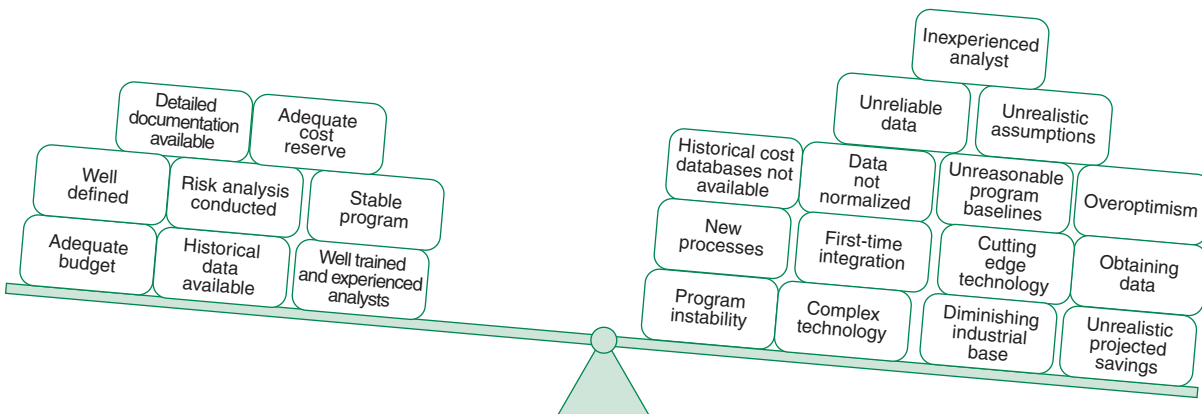 Detailed
documentation
available
Adequate
cost
reserve
Well
defined
Risk analysis
conducted
Stable
program
Adequate
budget
Historical
data
available
Well trained
and experienced
analysts
Inexperienced
analyst
Unreliable
data
Unrealistic
assumptions
Historical cost
databases not
available
Data
not
normalized
Unreasonable
program
baselines
Overoptimism
New
processes
First-time
integration
Cutting
edge
technology
Obtaining
data
Program
instability
Complex
technology
Diminishing
industrial
base
Unrealistic
projected
savings